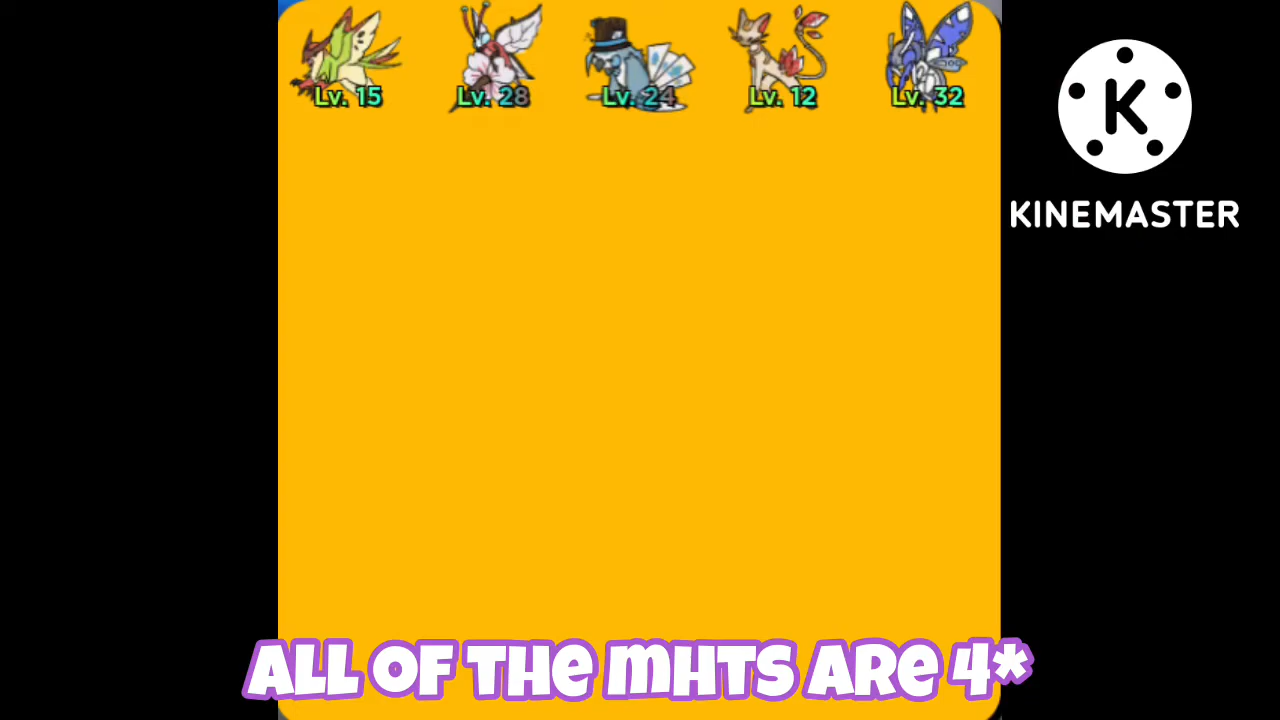 Lv. 15 Lv. 28 Lv. 24 Lv. 12 Lv. 32
K
KINEMASTER
ALL OF THE MHTS ARE 4*